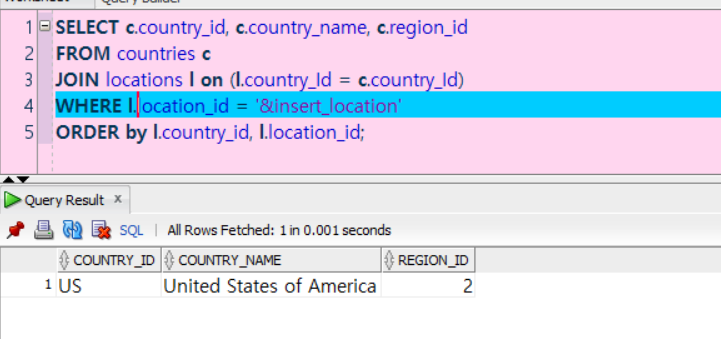 Query Builder
1 SELECT c.country_id, c.country_name, c.region_id
2 FROM countries c
3 JOIN locations l on (l.country_Id = c.country_Id)
4 WHERE l.location_id = '&insert_location'
5 ORDER by l.country_id, l.location_id;
Query Result x
SQL | All Rows Fetched: 1 in 0.001 seconds
COUNTRY_ID COUNTRY_NAME REGION_ID
1 US United States of America 2